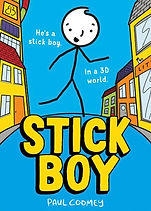 He's a
stick boy.
In a 3D
world.
STICK
BOY
PAUL COOMEY